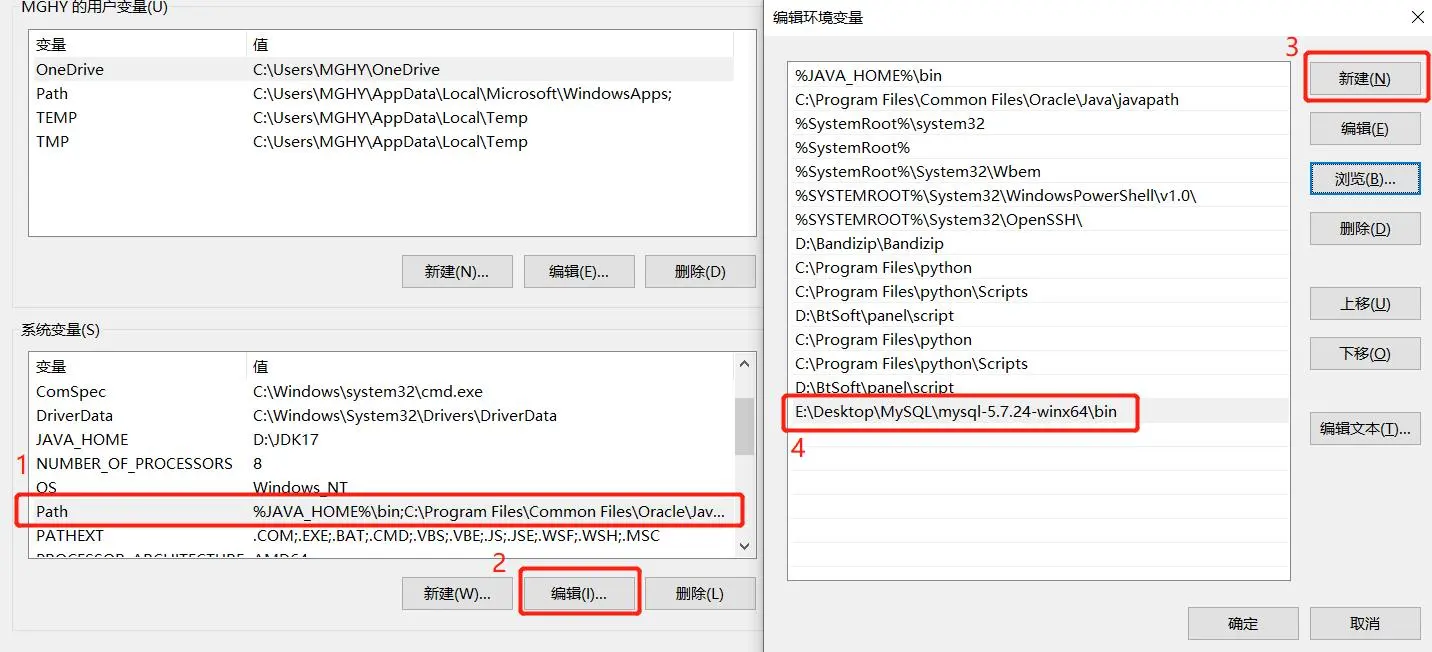 MGHY 的用户变量(U)
变量 值
OneDrive C:\Users\MGHY\OneDrive
Path C:\Users\MGHY\AppData\Local\Microsoft\WindowsApps;
TEMP C:\Users\MGHY\AppData\Local\Temp
TMP C:\Users\MGHY\AppData\Local\Temp
新建(N)... 编辑(E)... 删除(D)
系统变量(S)
变量 值
ComSpec C:\Windows\system32\cmd.exe
DriverData C:\Windows\System32\Drivers\DriverData
JAVA_HOME D:\JDK17
1
NUMBER_OF_PROCESSORS 8
OS Windows_NT
Path %JAVA_HOME%\bin;C:\Program Files\Common Files\Oracle\Jav...
PATHEXT .COM;.EXE;.BAT;.CMD;.VBS;.VBE;.JS;.JSE;.WSF;.WSH;.MSC
PROCESSOR_ARCHITECTURE AMD64
2
新建(W)... 编辑(I)... 删除(L)
编辑环境变量
3
%JAVA_HOME%\bin
C:\Program Files\Common Files\Oracle\Java\javapath
%SystemRoot%\system32
%SystemRoot%
%SystemRoot%\System32\Wbem
%SYSTEMROOT%\System32\WindowsPowerShell\v1.0\
%SYSTEMROOT%\System32\OpenSSH\
D:\Bandizip\Bandizip
C:\Program Files\python
C:\Program Files\python\Scripts
D:\BtSoft\panel\script
C:\Program Files\python
C:\Program Files\python\Scripts
D:\BtSoft\panel\script
E:\Desktop\MySQL\mysql-5.7.24-winx64\bin
4
新建(N)
编辑(E)
浏览(B)...
删除(D)
上移(U)
下移(O)
编辑文本(T)...
确定 取消